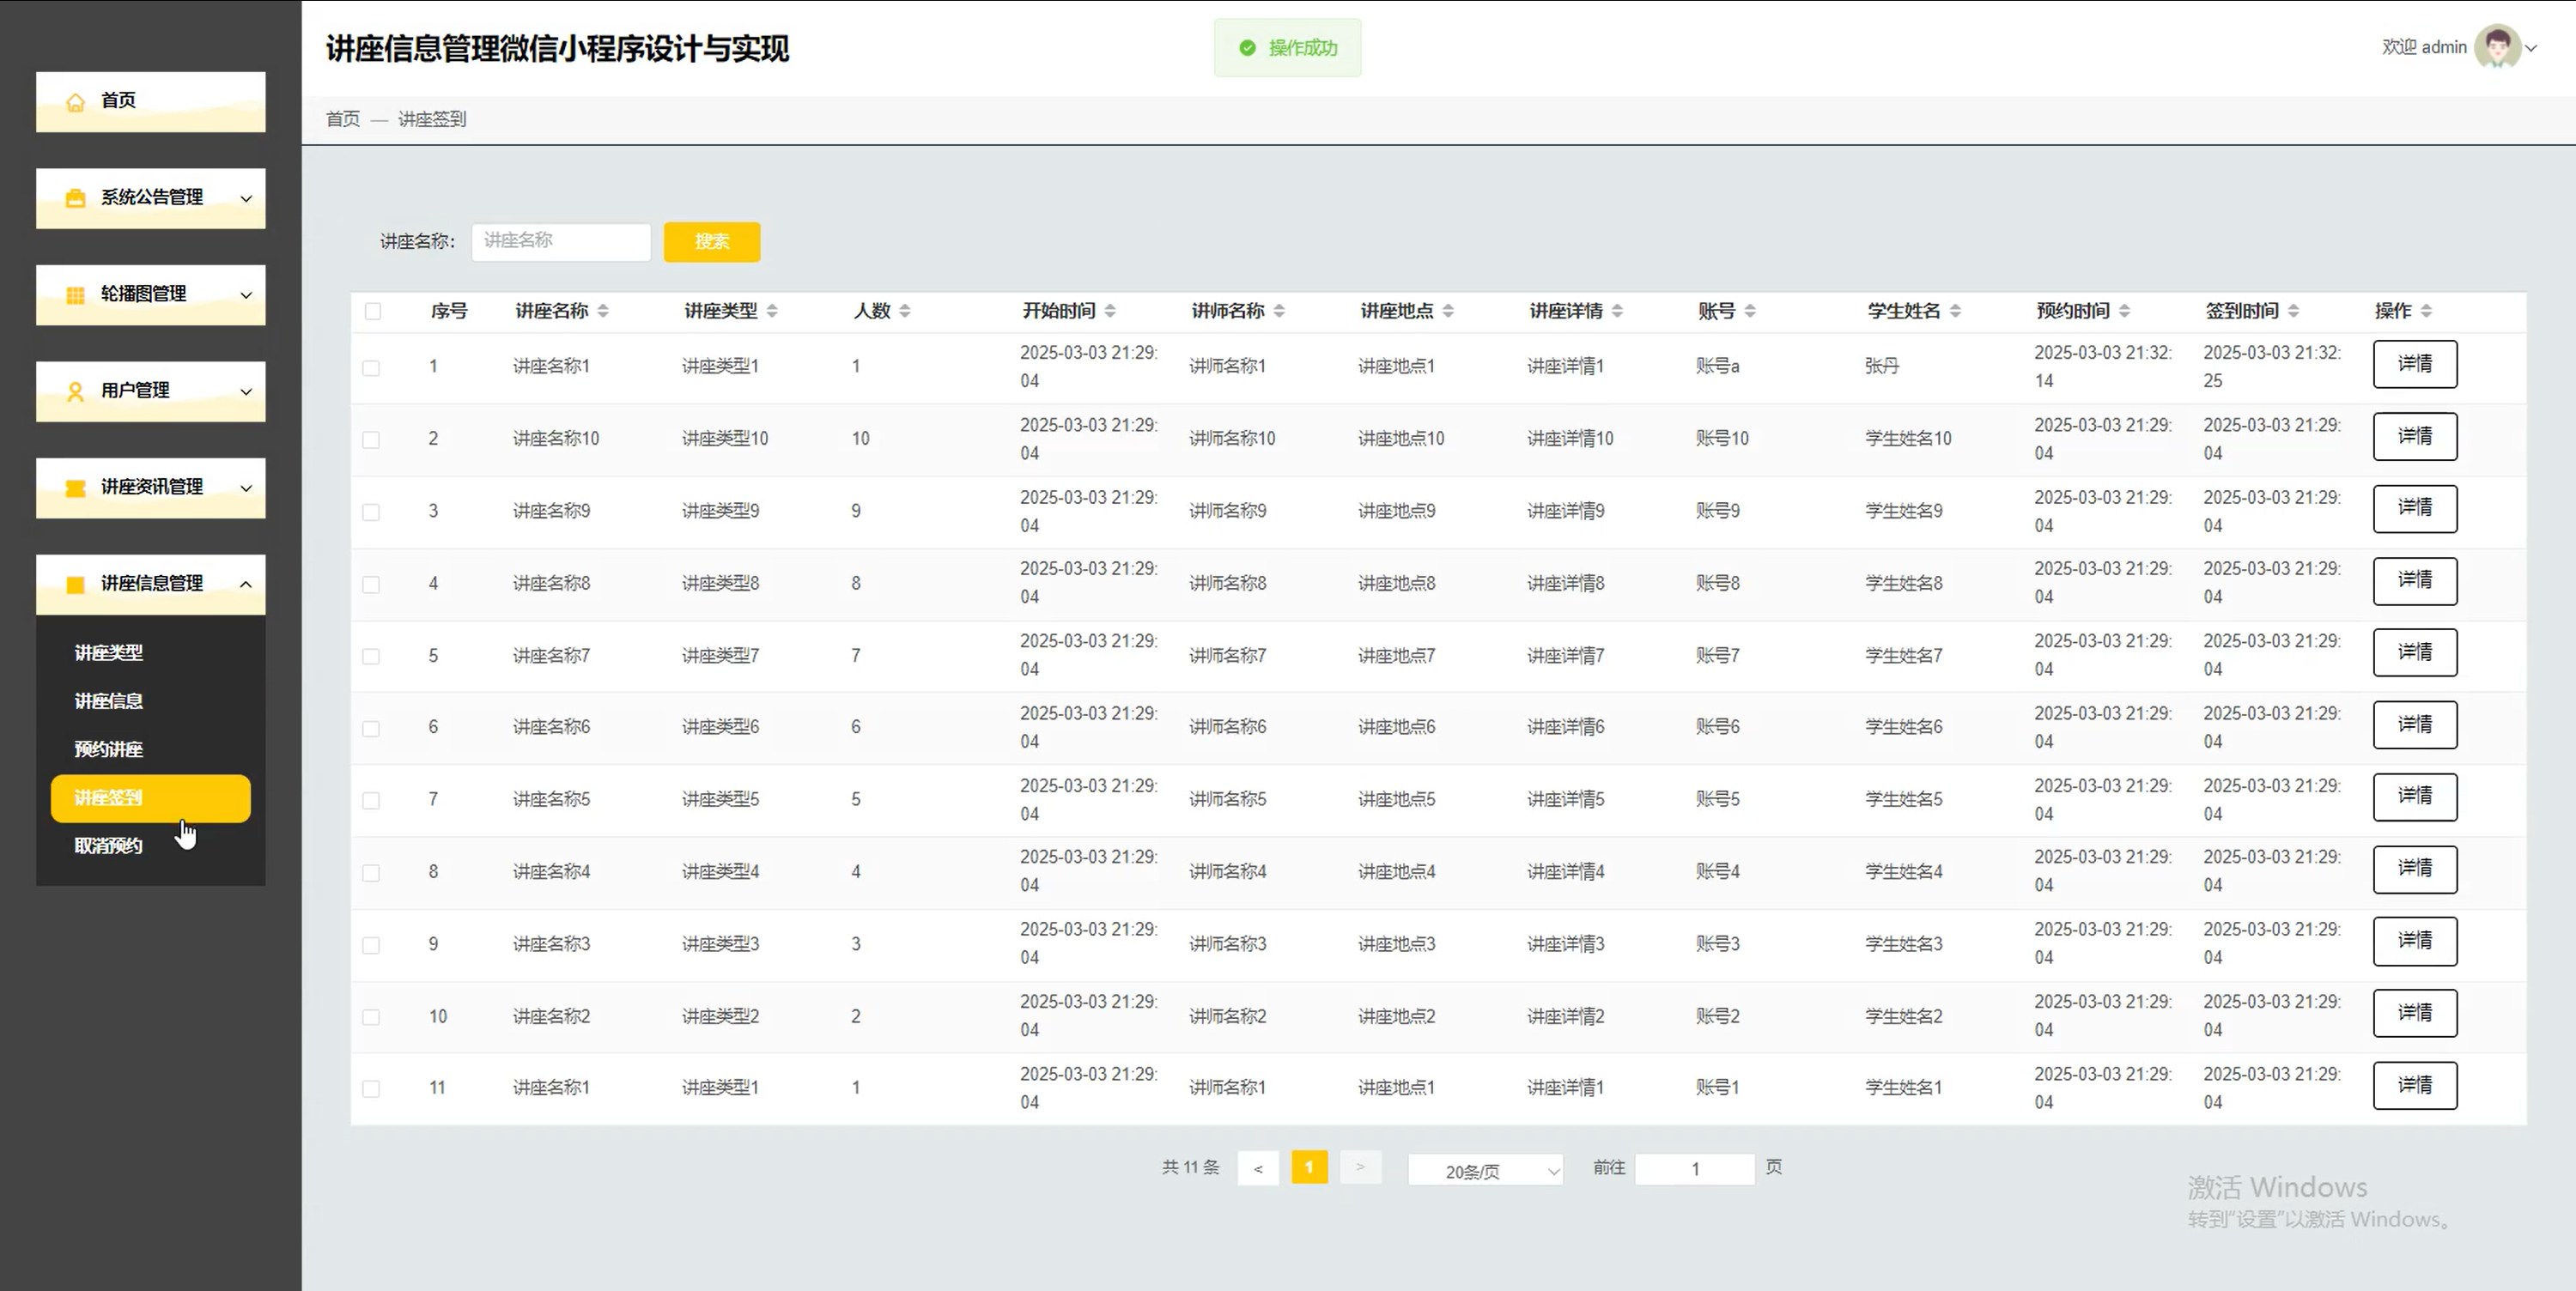 讲座信息管理微信小程序设计与实现
操作成功
欢迎 admin
首页
系统公告管理
轮播图管理
用户管理
讲座资讯管理
讲座信息管理
讲座类型
讲座信息
预约讲座
讲座签到
取消预约
首页 — 讲座签到
讲座名称: 讲座名称 搜索
序号 讲座名称 讲座类型 人数 开始时间 讲师名称 讲座地点 讲座详情 账号 学生姓名 预约时间 签到时间 操作
1 讲座名称1 讲座类型1 1 2025-03-03 21:29:04 讲师名称1 讲座地点1 讲座详情1 账号a 张丹 2025-03-03 21:32:14 2025-03-03 21:32:25 详情
2 讲座名称10 讲座类型10 10 2025-03-03 21:29:04 讲师名称10 讲座地点10 讲座详情10 账号10 学生姓名10 2025-03-03 21:29:04 2025-03-03 21:29:04 详情
3 讲座名称9 讲座类型9 9 2025-03-03 21:29:04 讲师名称9 讲座地点9 讲座详情9 账号9 学生姓名9 2025-03-03 21:29:04 2025-03-03 21:29:04 详情
4 讲座名称8 讲座类型8 8 2025-03-03 21:29:04 讲师名称8 讲座地点8 讲座详情8 账号8 学生姓名8 2025-03-03 21:29:04 2025-03-03 21:29:04 详情
5 讲座名称7 讲座类型7 7 2025-03-03 21:29:04 讲师名称7 讲座地点7 讲座详情7 账号7 学生姓名7 2025-03-03 21:29:04 2025-03-03 21:29:04 详情
6 讲座名称6 讲座类型6 6 2025-03-03 21:29:04 讲师名称6 讲座地点6 讲座详情6 账号6 学生姓名6 2025-03-03 21:29:04 2025-03-03 21:29:04 详情
7 讲座名称5 讲座类型5 5 2025-03-03 21:29:04 讲师名称5 讲座地点5 讲座详情5 账号5 学生姓名5 2025-03-03 21:29:04 2025-03-03 21:29:04 详情
8 讲座名称4 讲座类型4 4 2025-03-03 21:29:04 讲师名称4 讲座地点4 讲座详情4 账号4 学生姓名4 2025-03-03 21:29:04 2025-03-03 21:29:04 详情
9 讲座名称3 讲座类型3 3 2025-03-03 21:29:04 讲师名称3 讲座地点3 讲座详情3 账号3 学生姓名3 2025-03-03 21:29:04 2025-03-03 21:29:04 详情
10 讲座名称2 讲座类型2 2 2025-03-03 21:29:04 讲师名称2 讲座地点2 讲座详情2 账号2 学生姓名2 2025-03-03 21:29:04 2025-03-03 21:29:04 详情
11 讲座名称1 讲座类型1 1 2025-03-03 21:29:04 讲师名称1 讲座地点1 讲座详情1 账号1 学生姓名1 2025-03-03 21:29:04 2025-03-03 21:29:04 详情
共 11 条 < 1 > 20条/页 前往 1 页
激活 Windows
转到“设置”以激活 Windows。